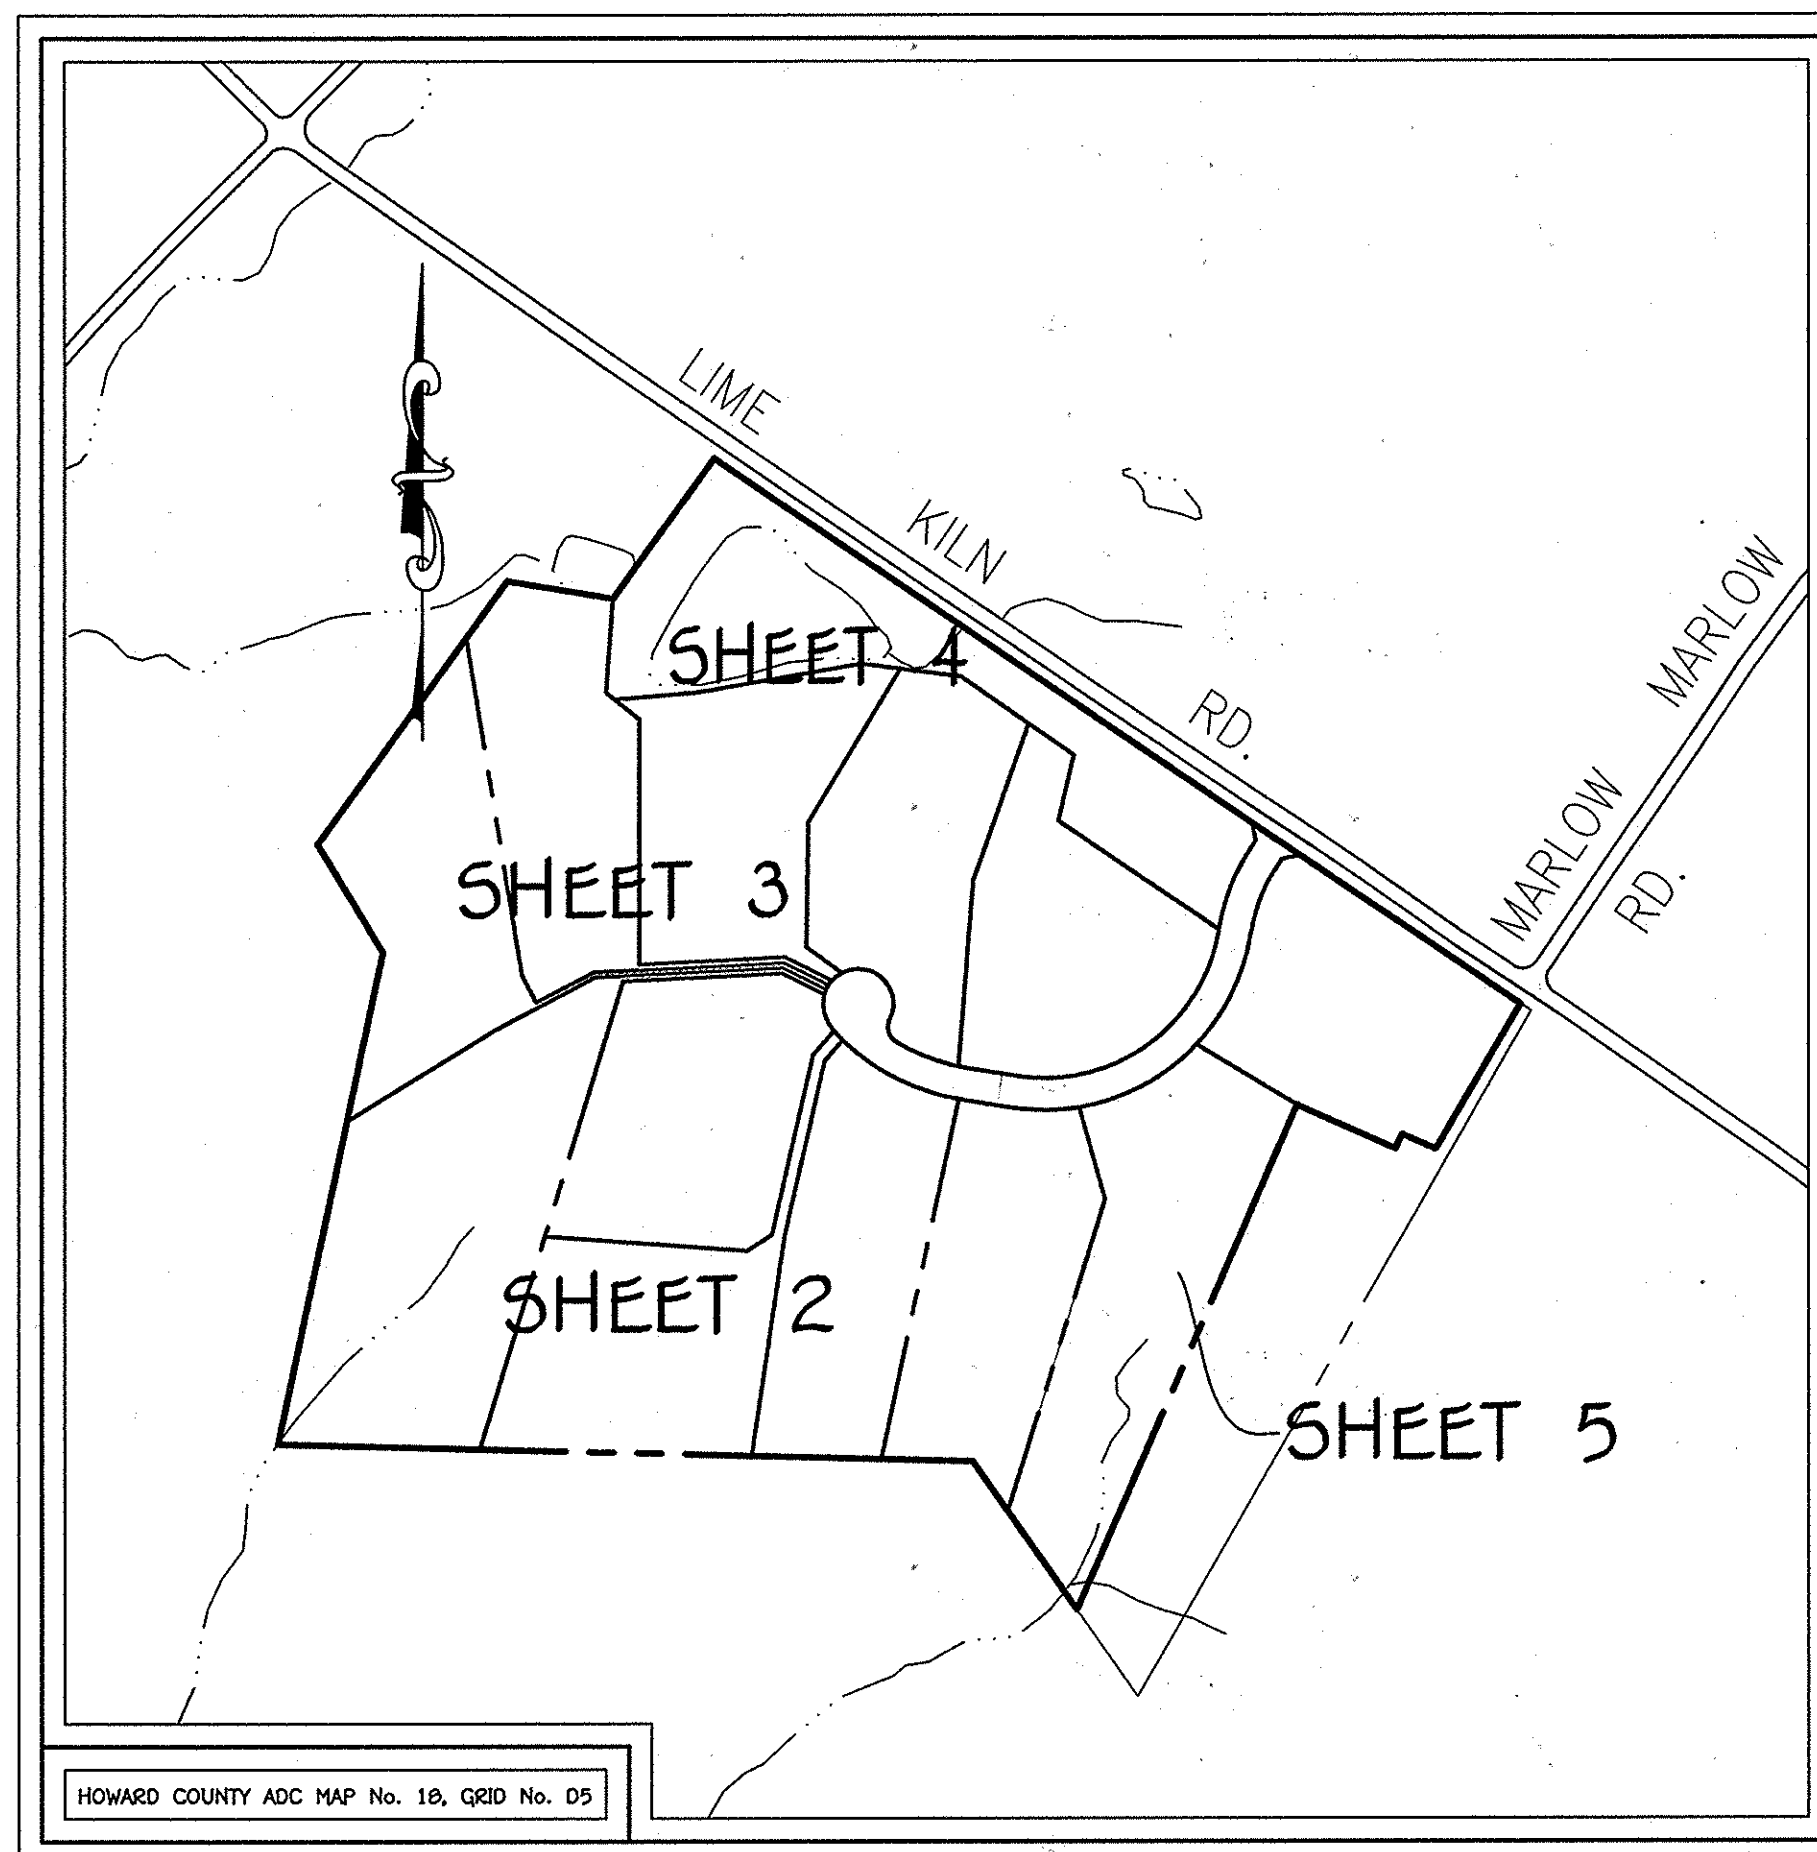 LIME
KILN
RD.
MARLOW
MARLOW
RD.
SHEET 4
SHEET 3
SHEET 2
SHEET 5
HOWARD COUNTY ADC MAP No. 18, GRID No. D5